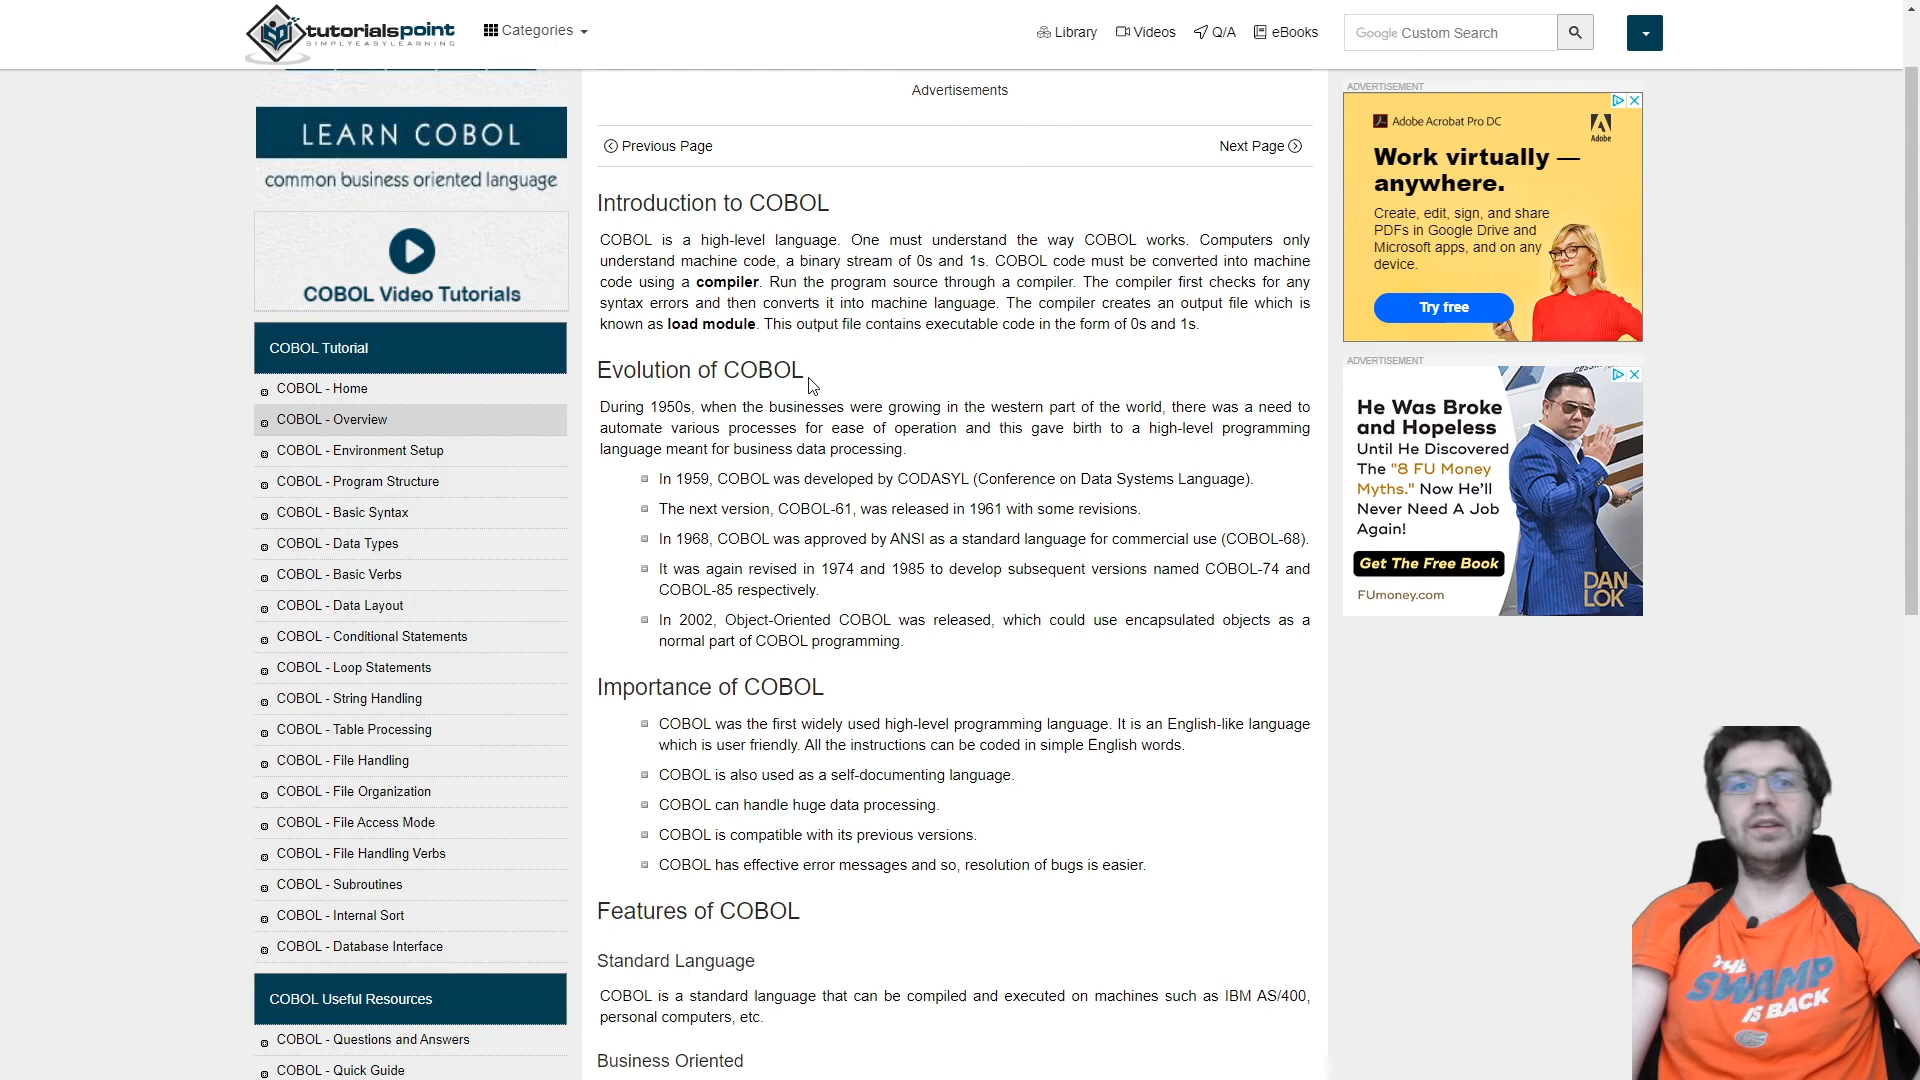 tutorialspoint
SIMPLYEASYLEARNING
Categories
Library
Videos
Q/A
eBooks
Google Custom Search
LEARN COBOL
common business oriented language
COBOL Video Tutorials
COBOL Tutorial
COBOL - Home
COBOL - Overview
COBOL - Environment Setup
COBOL - Program Structure
COBOL - Basic Syntax
COBOL - Data Types
COBOL - Basic Verbs
COBOL - Data Layout
COBOL - Conditional Statements
COBOL - Loop Statements
COBOL - String Handling
COBOL - Table Processing
COBOL - File Handling
COBOL - File Organization
COBOL - File Access Mode
COBOL - File Handling Verbs
COBOL - Subroutines
COBOL - Internal Sort
COBOL - Database Interface
COBOL Useful Resources
COBOL - Questions and Answers
COBOL - Quick Guide
Advertisements
Previous Page
Next Page
Introduction to COBOL
COBOL is a high-level language. One must understand the way COBOL works. Computers only
understand machine code, a binary stream of 0s and 1s. COBOL code must be converted into machine
code using a compiler. Run the program source through a compiler. The compiler first checks for any
syntax errors and then converts it into machine language. The compiler creates an output file which is
known as load module. This output file contains executable code in the form of 0s and 1s.
Evolution of COBOL
During 1950s, when the businesses were growing in the western part of the world, there was a need to
automate various processes for ease of operation and this gave birth to a high-level programming
language meant for business data processing.
In 1959, COBOL was developed by CODASYL (Conference on Data Systems Language).
The next version, COBOL-61, was released in 1961 with some revisions.
In 1968, COBOL was approved by ANSI as a standard language for commercial use (COBOL-68).
It was again revised in 1974 and 1985 to develop subsequent versions named COBOL-74 and
COBOL-85 respectively.
In 2002, Object-Oriented COBOL was released, which could use encapsulated objects as a
normal part of COBOL programming.
Importance of COBOL
COBOL was the first widely used high-level programming language. It is an English-like language
which is user friendly. All the instructions can be coded in simple English words.
COBOL is also used as a self-documenting language.
COBOL can handle huge data processing.
COBOL is compatible with its previous versions.
COBOL has effective error messages and so, resolution of bugs is easier.
Features of COBOL
Standard Language
COBOL is a standard language that can be compiled and executed on machines such as IBM AS/400,
personal computers, etc.
Business Oriented
ADVERTISEMENT
Adobe Acrobat Pro DC
Adobe
Work virtually —
anywhere.
Create, edit, sign, and share
PDFs in Google Drive and
Microsoft apps, and on any
device.
Try free
ADVERTISEMENT
He Was Broke
and Hopeless
Until He Discovered
The "8 FU Money
Myths." Now He'll
Never Need A Job
Again!
Get The Free Book
FUmoney.com
DAN
LOK
THE
SWAMP
IS BACK